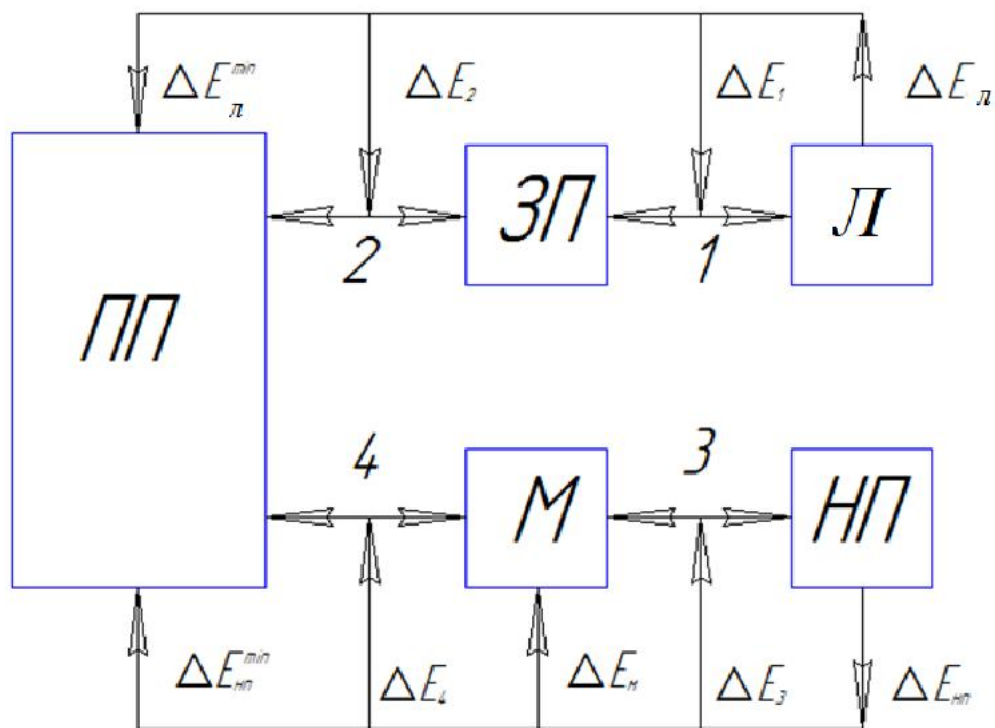 ΔE_л^min ΔE_2 ΔE_1 ΔE_л
ЗП Л
2 1
ПП
4 3
М НП
ΔE_нп^min ΔE_4 ΔE_м ΔE_3 ΔE_нп